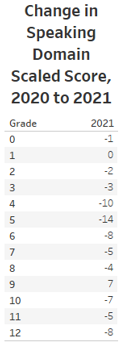 Change in
Speaking
Domain
Scaled Score,
2020 to 2021
Grade 2021
0 -1
1 0
2 -2
3 -3
4 -10
5 -14
6 -8
7 -5
8 -4
9 7
10 -7
11 -5
12 -8